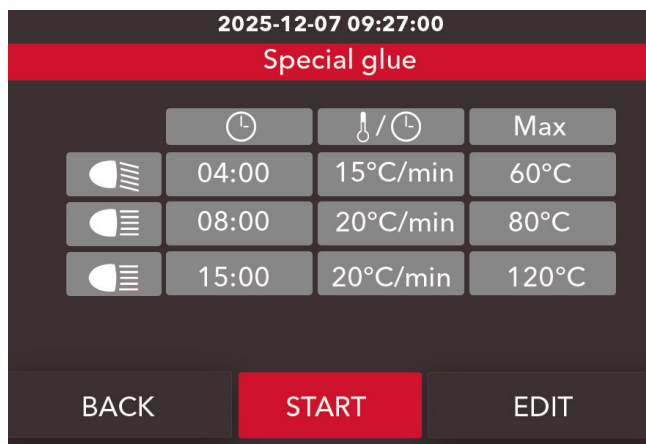 2025-12-07 09:27:00
Special glue
/ Max
04:00 15°C/min 60°C
08:00 20°C/min 80°C
15:00 20°C/min 120°C
BACK START EDIT